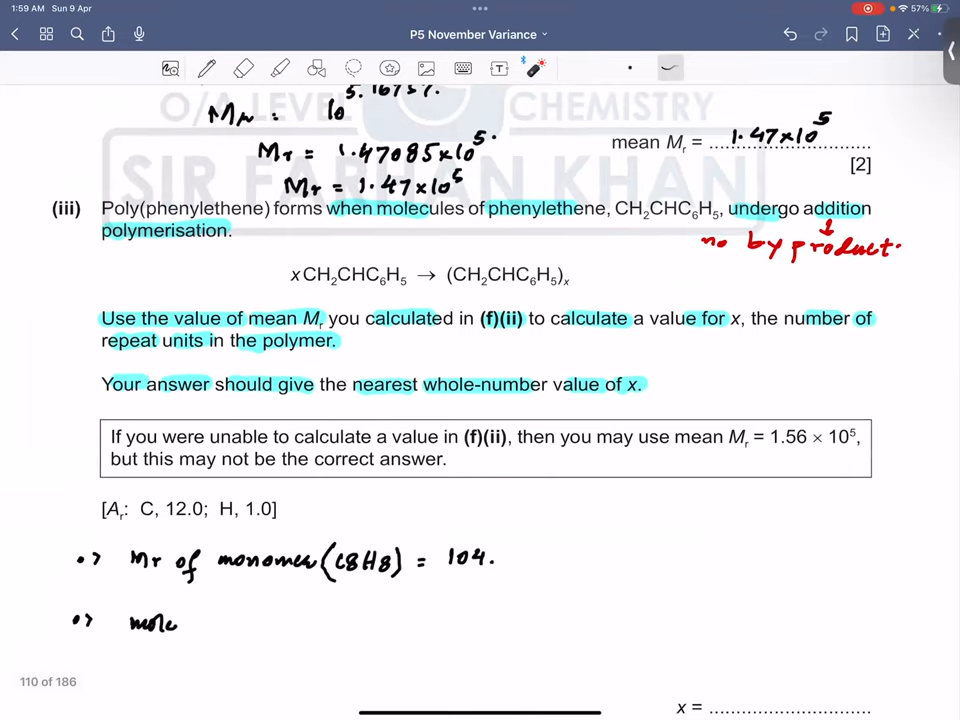 1:59 AM Sun 9 Apr
57%
P5 November Variance
O/A LEVEL CHEMISTRY
SIR FARHAN KHAN
Mr = 10^5.16757.
Mr = 1.47085×10^5.
Mr = 1.47×10^5
mean Mr = 1.47×10^5
[2]
(iii) Poly(phenylethene) forms when molecules of phenylethene, CH2CHC6H5, undergo addition
polymerisation.
no by product.
xCH2CHC6H5 → (CH2CHC6H5)x
Use the value of mean Mr you calculated in (f)(ii) to calculate a value for x, the number of
repeat units in the polymer.
Your answer should give the nearest whole-number value of x.
If you were unable to calculate a value in (f)(ii), then you may use mean Mr = 1.56 × 10^5,
but this may not be the correct answer.
[Ar: C, 12.0; H, 1.0]
Mr of monomer (C8H8) = 104.
mole
110 of 186
x = ..............................